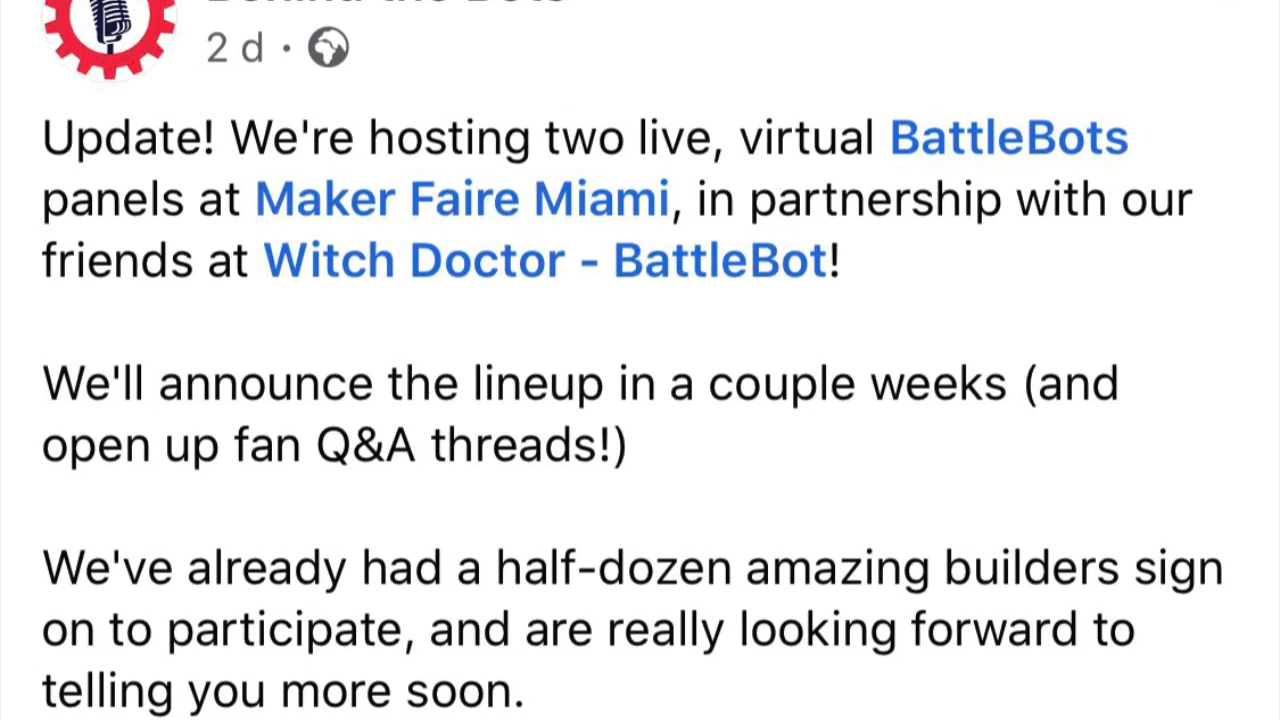 2 d ·
Update! We're hosting two live, virtual BattleBots
panels at Maker Faire Miami, in partnership with our
friends at Witch Doctor - BattleBot!
We'll announce the lineup in a couple weeks (and
open up fan Q&A threads!)
We've already had a half-dozen amazing builders sign
on to participate, and are really looking forward to
telling you more soon.